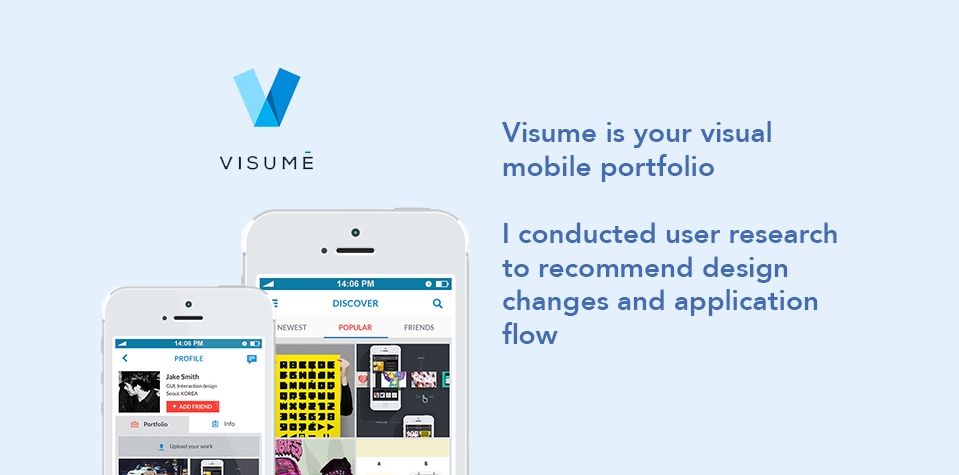 VISUMĒ
Visume is your visual
mobile portfolio
I conducted user research
to recommend design
changes and application
flow
14:06 PM
DISCOVER
NEWEST POPULAR FRIENDS
A B
14:06 PM
PROFILE
Jake Smith
GUI, Interaction design
Seoul, KOREA
+ ADD FRIEND
Portfolio Info
Upload your work